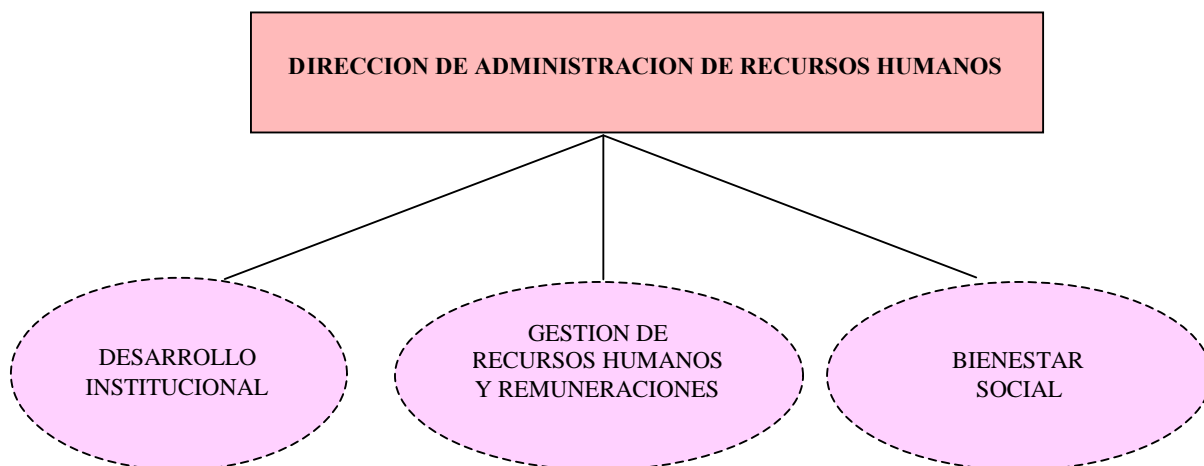 DIRECCION DE ADMINISTRACION DE RECURSOS HUMANOS
DESARROLLO
INSTITUCIONAL
GESTION DE
RECURSOS HUMANOS
Y REMUNERACIONES
BIENESTAR
SOCIAL